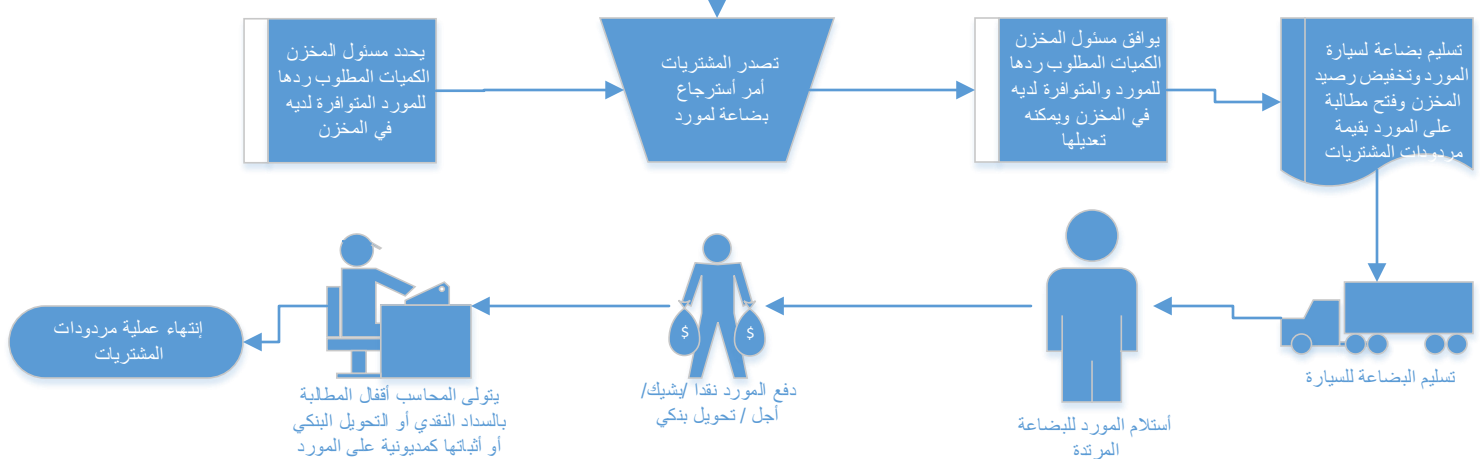 يحدد مسئول المخزن
الكميات المطلوب ردها
للمورد المتوافرة لديه
في المخزن
تصدر المشتريات
أمر أسترجاع
بضاعة لمورد
يوافق مسئول المخزن
الكميات المطلوب ردها
للمورد والمتوافرة لديه
في المخزن ويمكنه
تعديلها
تسليم بضاعة لسيارة
المورد وتخفيض رصيد
المخزن وفتح مطالبة
على المورد بقيمة
مردودات المشتريات
تسليم البضاعة للسيارة
أستلام المورد للبضاعة
المرتدة
$ $
دفع المورد نقدا /بشيك/
أجل / تحويل بنكي
يتولى المحاسب أقفال المطالبة
بالسداد النقدي أو التحويل البنكي
أو أثباتها كمديونية على المورد
إنتهاء عملية مردودات
المشتريات